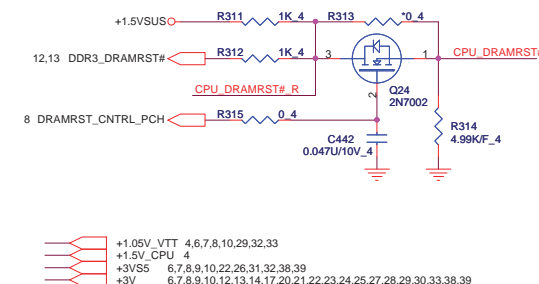 +1.5VSUS R311 1K_4 R313 *0_4
12,13 DDR3_DRAMRST# R312 1K_4 3 1 CPU_DRAMRST#
CPU_DRAMRST#_R Q24
2N7002
2
8 DRAMRST_CNTRL_PCH R315 0_4
R314
4.99K/F_4
C442
0.047U/10V_4
+1.05V_VTT 4,6,7,8,10,29,32,33
+1.5V_CPU 4
+3VS5 6,7,8,9,10,22,26,31,32,38,39
+3V 6,7,8,9,10,12,13,14,17,20,21,22,23,24,25,27,28,29,30,33,38,39